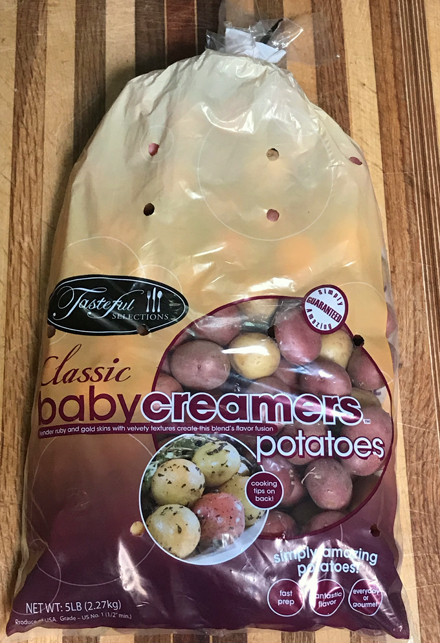 Tasteful
SELECTIONS
Simply
GUARANTEED
Amazing
Classic
babycreamers™
tender ruby and gold skins with velvety textures create this blend's flavor fusion
potatoes
cooking
tips on
back!
simply amazing
potatoes!
fast
prep
fantastic
flavor
everyday
or
gourmet
NET WT: 5LB (2.27kg)
Produce of USA Grade - US No. 1 (1/2" min.)